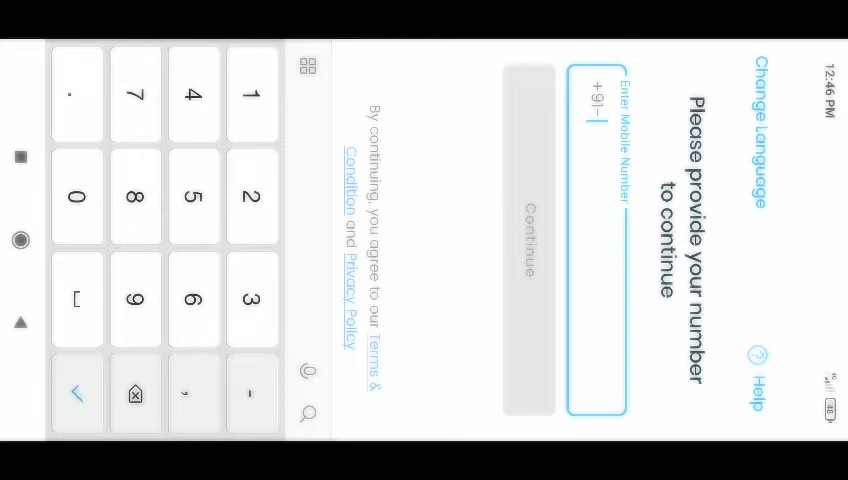 12:46 PM
4G
48
Change Language
Help
Please provide your number
to continue
Enter Mobile Number
+91-
Continue
By continuing, you agree to our Terms &
Condition and Privacy Policy
1 2 3 -
4 5 6 ,
7 8 9
. 0